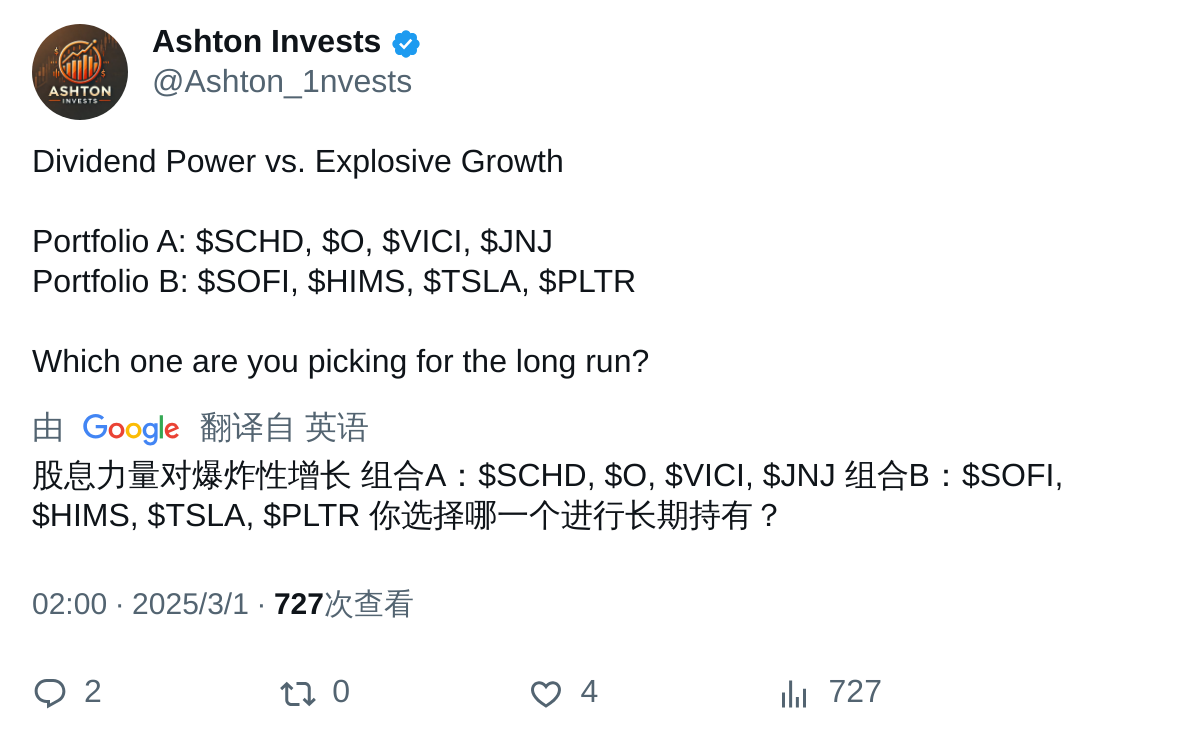 ASHTON
INVESTS
Ashton Invests
@Ashton_1nvests
Dividend Power vs. Explosive Growth
Portfolio A: $SCHD, $O, $VICI, $JNJ
Portfolio B: $SOFI, $HIMS, $TSLA, $PLTR
Which one are you picking for the long run?
由 Google 翻译自 英语
股息力量对爆炸性增长 组合A：$SCHD, $O, $VICI, $JNJ 组合B：$SOFI,
$HIMS, $TSLA, $PLTR 你选择哪一个进行长期持有？
02:00 · 2025/3/1 · 727次查看
2 0 4 727